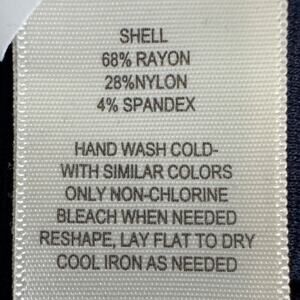 SHELL
68% RAYON
28%NYLON
4% SPANDEX
HAND WASH COLD-
WITH SIMILAR COLORS
ONLY NON-CHLORINE
BLEACH WHEN NEEDED
RESHAPE, LAY FLAT TO DRY
COOL IRON AS NEEDED